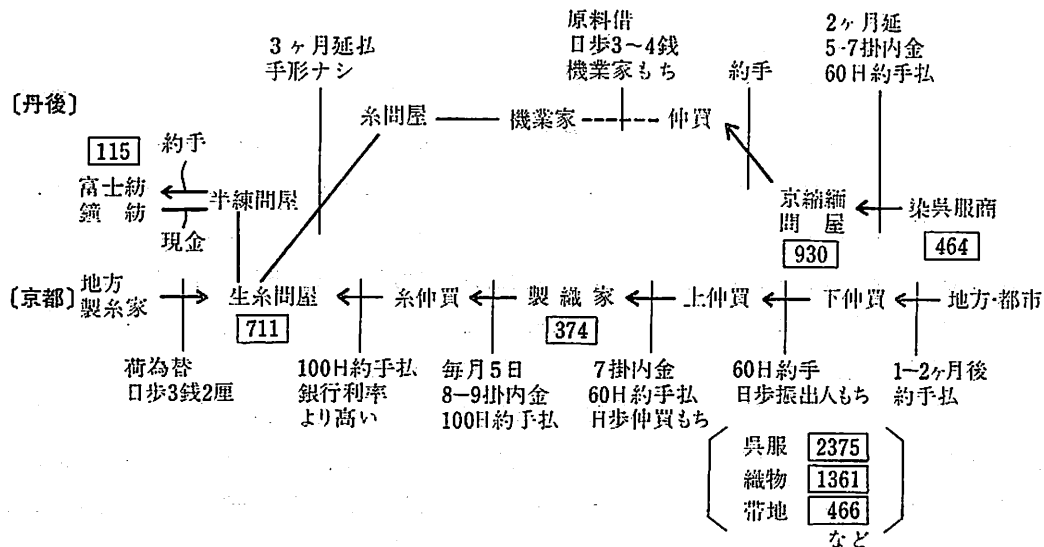 原料借
日歩3~4銭
機業家もち
2ヶ月延
5-7掛内金
60日約手払
3ヶ月延払
手形ナシ
約手
〔丹後〕
糸問屋
機業家
仲買
115
約手
富士紡
鐘紡
半練問屋
現金
京縮緬
問屋
930
染呉服商
464
〔京都〕
地方
製糸家
生糸問屋
711
糸仲買
製織家
374
上仲買
下仲買
地方・都市
荷為替
日歩3銭2厘
100日約手払
銀行利率
より高い
毎月5日
8-9掛内金
100日約手払
7掛内金
60日約手払
日歩仲買もち
60日約手
日歩振出人もち
1-2ヶ月後
約手払
呉服 2375
織物 1361
帯地 466
など